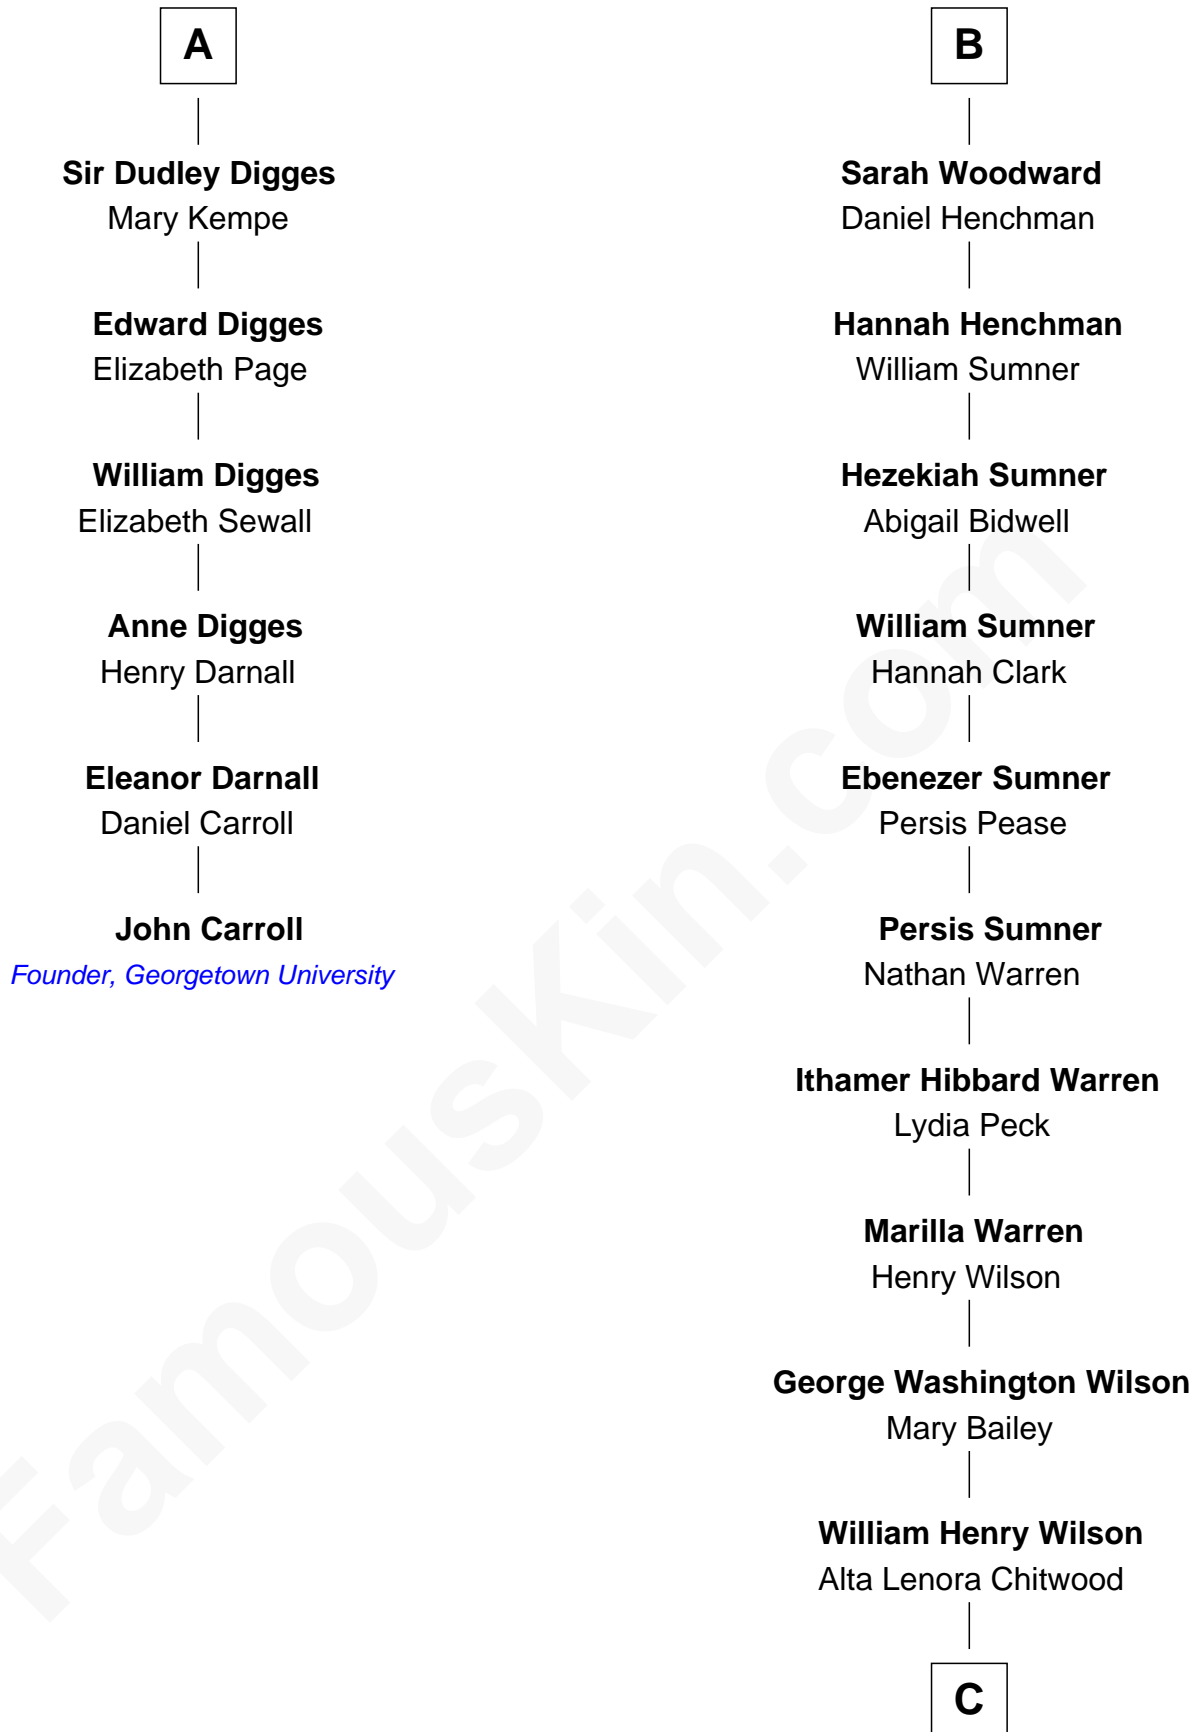 A
Sir Dudley Digges
Mary Kempe
Edward Digges
Elizabeth Page
William Digges
Elizabeth Sewall
Anne Digges
Henry Darnall
Eleanor Darnall
Daniel Carroll
John Carroll
Founder, Georgetown University
B
Sarah Woodward
Daniel Henchman
Hannah Henchman
William Sumner
Hezekiah Sumner
Abigail Bidwell
William Sumner
Hannah Clark
Ebenezer Sumner
Persis Pease
Persis Sumner
Nathan Warren
Ithamer Hibbard Warren
Lydia Peck
Marilla Warren
Henry Wilson
George Washington Wilson
Mary Bailey
William Henry Wilson
Alta Lenora Chitwood
C
FamousKin.com